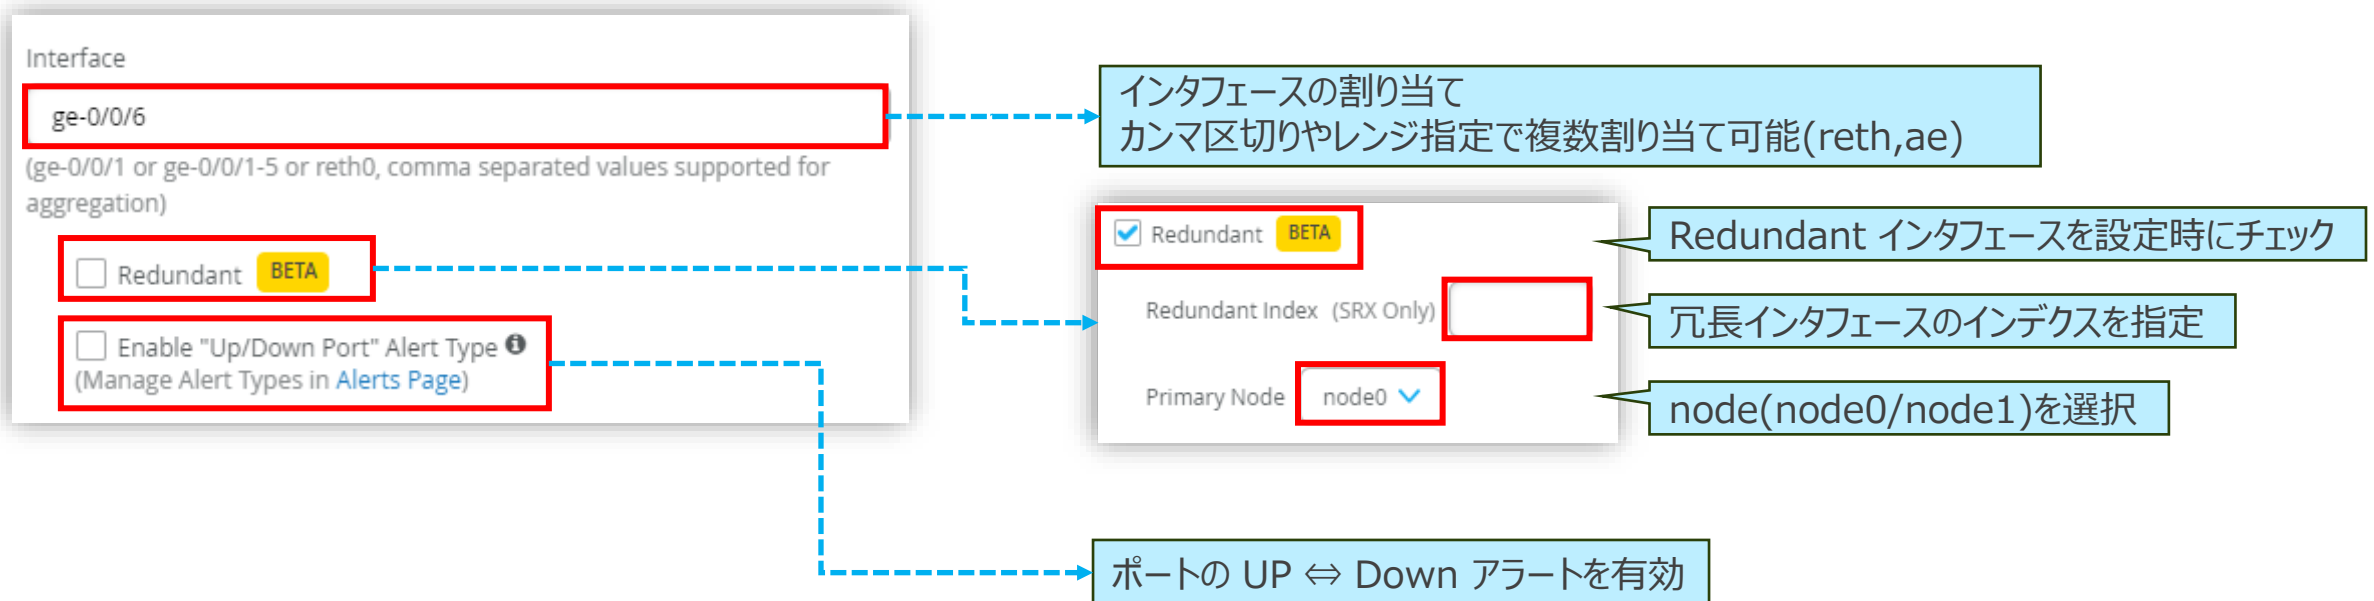 Interface
ge-0/0/6
(ge-0/0/1 or ge-0/0/1-5 or reth0, comma separated values supported for
aggregation)
Redundant BETA
Enable "Up/Down Port" Alert Type
(Manage Alert Types in Alerts Page)
インタフェースの割り当て
カンマ区切りやレンジ指定で複数割り当て可能(reth,ae)
Redundant BETA
Redundant Index (SRX Only)
Primary Node node0
Redundant インタフェースを設定時にチェック
冗長インタフェースのインデクスを指定
node(node0/node1)を選択
ポートの UP ⇔ Down アラートを有効